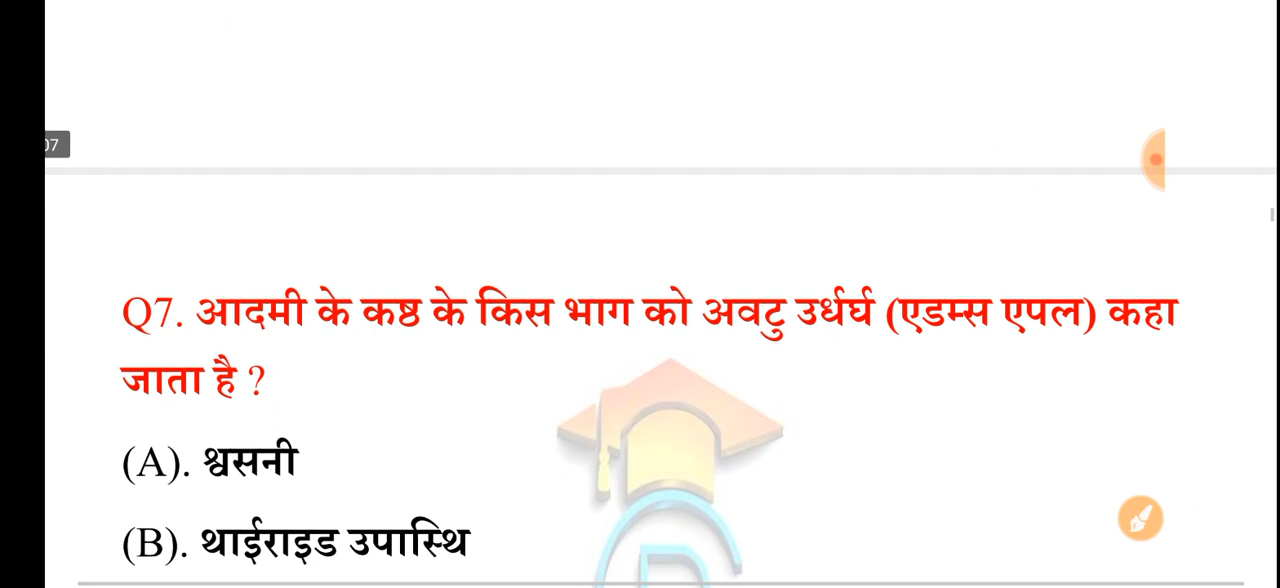 07
Q7. आदमी के कष्ठ के किस भाग को अवटु उर्धर्घ (एडम्स एपल) कहा
जाता है ?
(A). श्वसनी
(B). थाईराइड उपास्थि